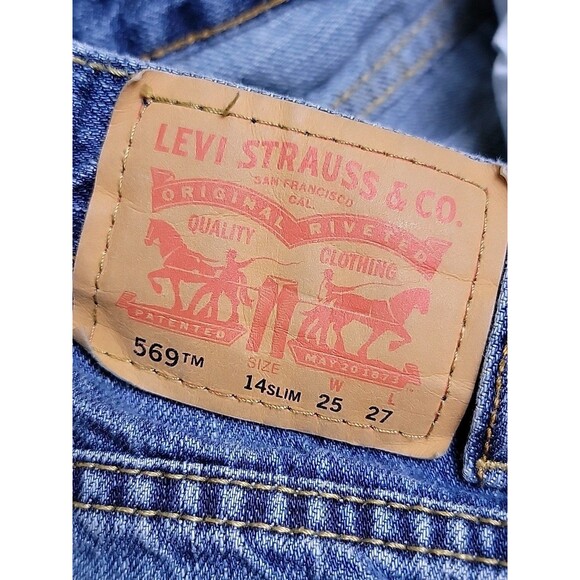 LEVI STRAUSS & CO.
SAN FRANCISCO
CAL.
ORIGINAL RIVETED
QUALITY CLOTHING
PATENTED MAY 20 1873
569™ SIZE W L
14SLIM 25 27